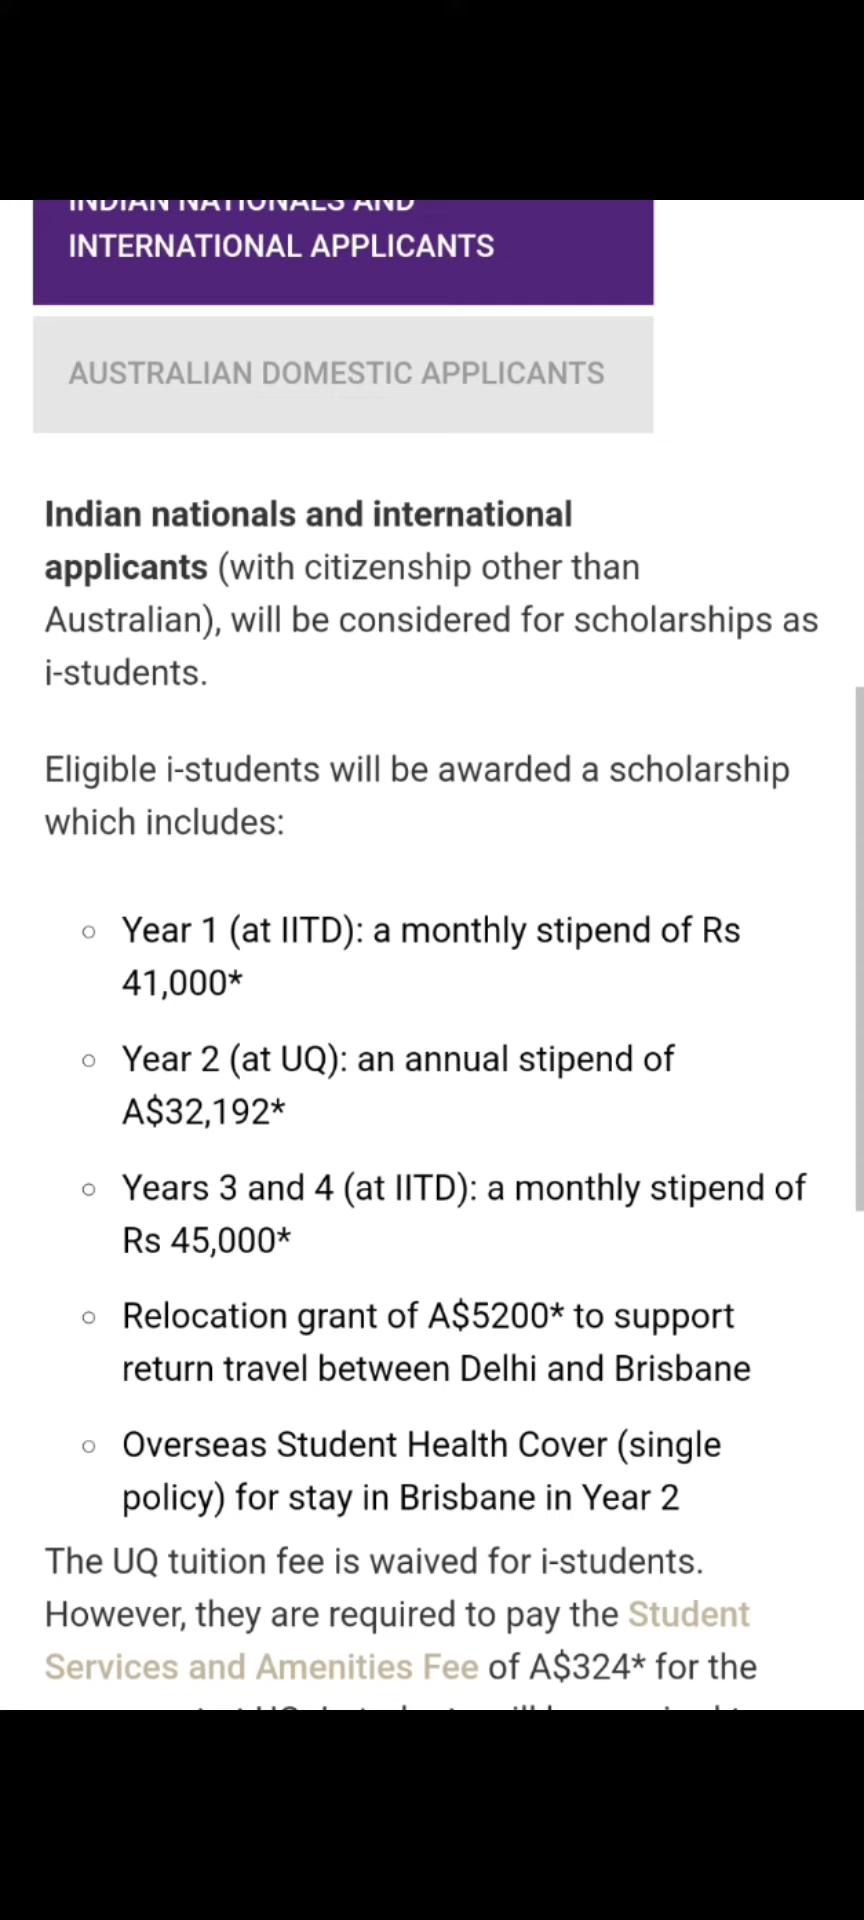 INDIAN NATIONALS AND
INTERNATIONAL APPLICANTS
AUSTRALIAN DOMESTIC APPLICANTS
Indian nationals and international
applicants (with citizenship other than
Australian), will be considered for scholarships as
i-students.
Eligible i-students will be awarded a scholarship
which includes:
Year 1 (at IITD): a monthly stipend of Rs
41,000*
Year 2 (at UQ): an annual stipend of
A$32,192*
Years 3 and 4 (at IITD): a monthly stipend of
Rs 45,000*
Relocation grant of A$5200* to support
return travel between Delhi and Brisbane
Overseas Student Health Cover (single
policy) for stay in Brisbane in Year 2
The UQ tuition fee is waived for i-students.
However, they are required to pay the Student
Services and Amenities Fee of A$324* for the